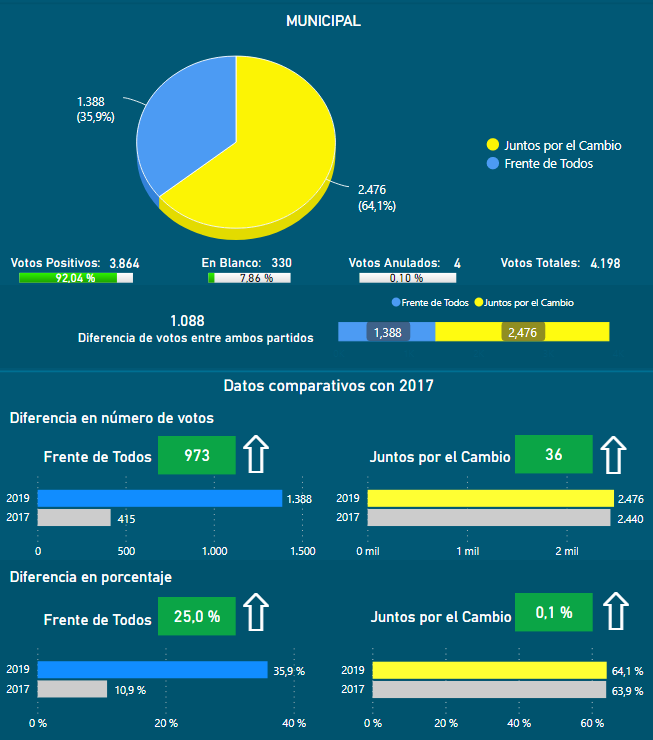 MUNICIPAL
1.388
(35,9%)
Juntos por el Cambio
Frente de Todos
2.476
(64,1%)
Votos Positivos: 3.864
92,04 %
En Blanco: 330
7,86 %
Votos Anulados: 4
0,10 %
Votos Totales: 4.198
Frente de Todos Juntos por el Cambio
1.088
Diferencia de votos entre ambos partidos
1,388 2,476
Datos comparativos con 2017
Diferencia en número de votos
Frente de Todos 973
2019 1.388
2017 415
0 500 1.000 1.500
Juntos por el Cambio 36
2019 2.476
2017 2.440
0 mil 1 mil 2 mil
Diferencia en porcentaje
Frente de Todos 25,0 %
2019 35,9 %
2017 10,9 %
0 % 20 % 40 %
Juntos por el Cambio 0,1 %
2019 64,1 %
2017 63,9 %
0 % 20 % 40 % 60 %